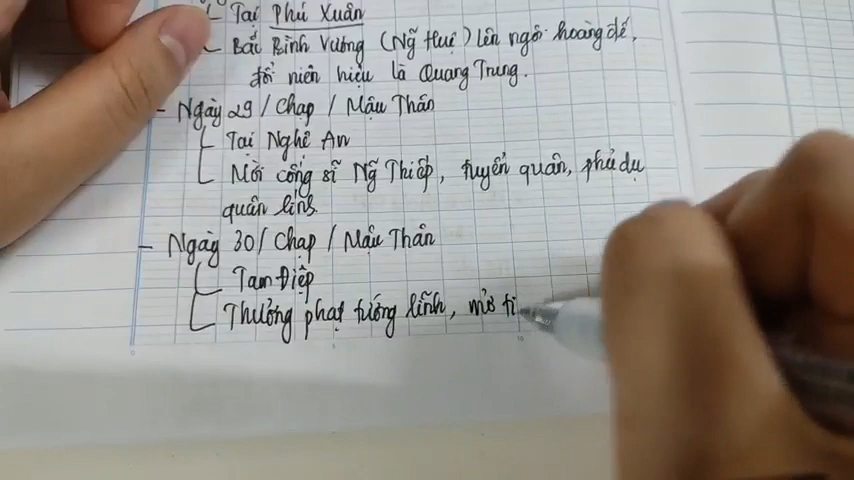 - Tại Phú Xuân
- Bắc Bình Vương (Ng̃ Huệ) lên ngôi hoàng đế,
đổi niên hiệu là Quang Trung.
- Ngày 29 / Chạp / Mậu Thân
Tại Nghệ An
Mời cống sĩ Ng̃ Thiếp, tuyển quân, phủ dụ
quân lính.
- Ngày 30 / Chạp / Mậu Thân
Tam Điệp
Thưởng phạt tướng lĩnh, mở ti